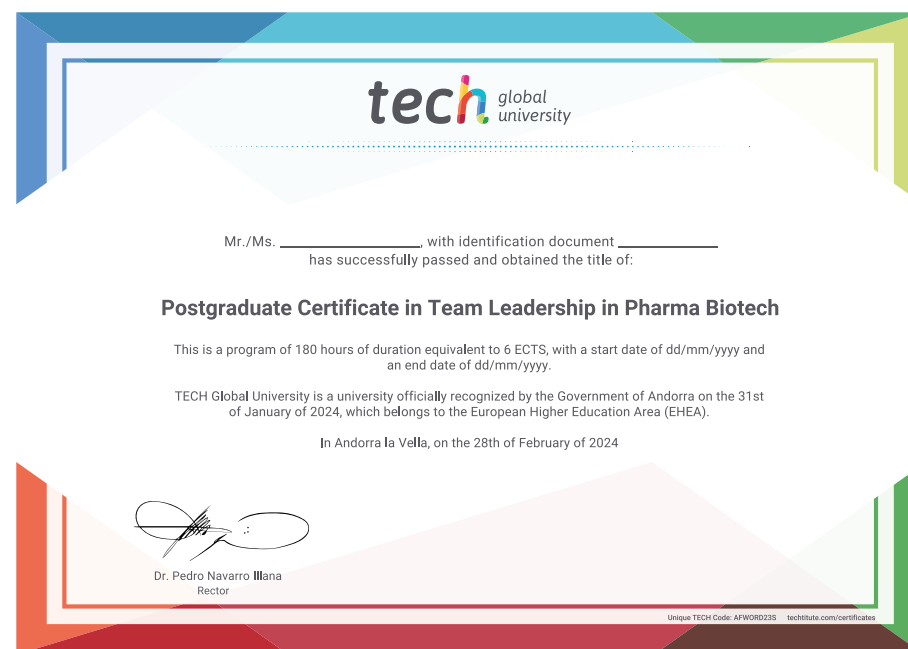 tech global university
Mr./Ms. ____________________, with identification document ______________
has successfully passed and obtained the title of:
Postgraduate Certificate in Team Leadership in Pharma Biotech
This is a program of 180 hours of duration equivalent to 6 ECTS, with a start date of dd/mm/yyyy and
an end date of dd/mm/yyyy.
TECH Global University is a university officially recognized by the Government of Andorra on the 31st
of January of 2024, which belongs to the European Higher Education Area (EHEA).
In Andorra la Vella, on the 28th of February of 2024
Dr. Pedro Navarro Illana
Rector
Unique TECH Code: AFWORD23S techtitute.com/certificates